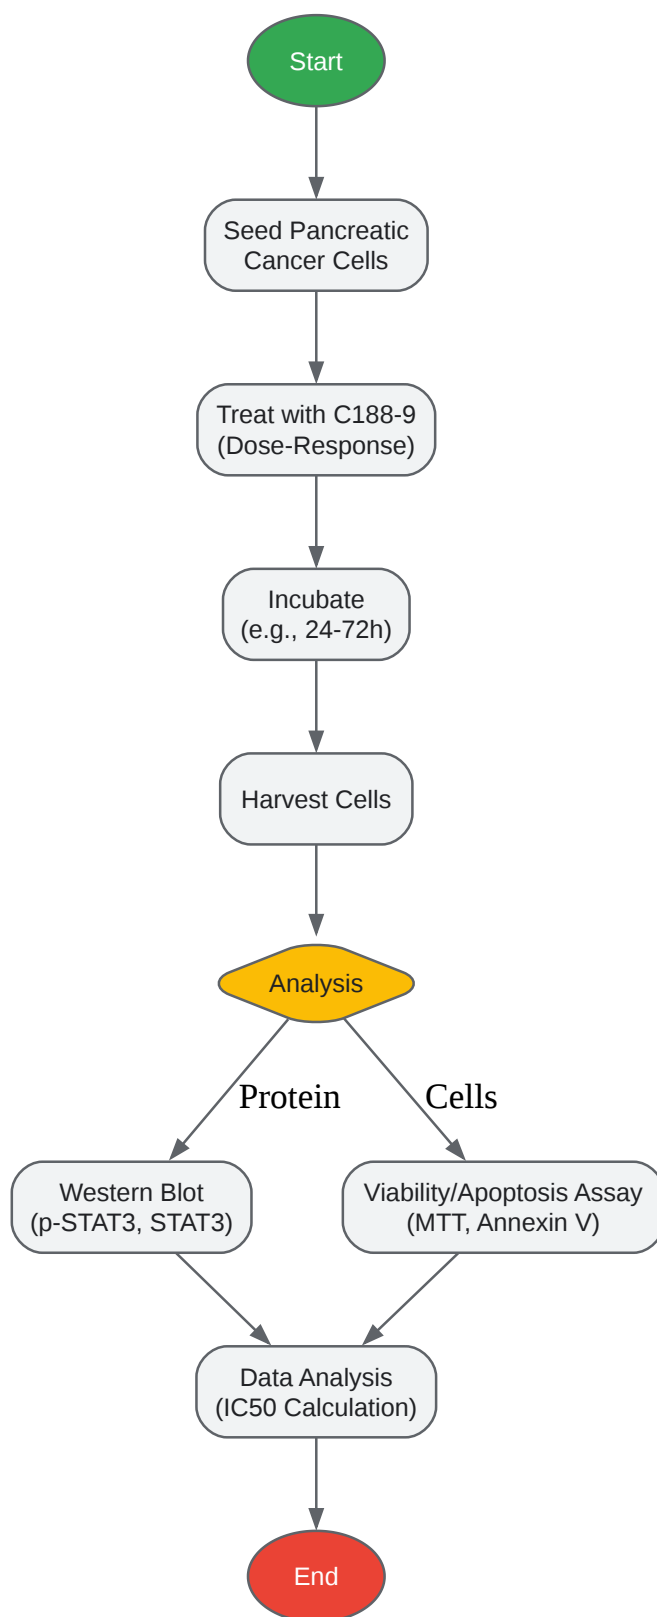 Start
Seed Pancreatic
Cancer Cells
Treat with C188-9
(Dose-Response)
Incubate
(e.g., 24-72h)
Harvest Cells
Analysis
Protein
Cells
Western Blot
(p-STAT3, STAT3)
Viability/Apoptosis Assay
(MTT, Annexin V)
Data Analysis
(IC50 Calculation)
End